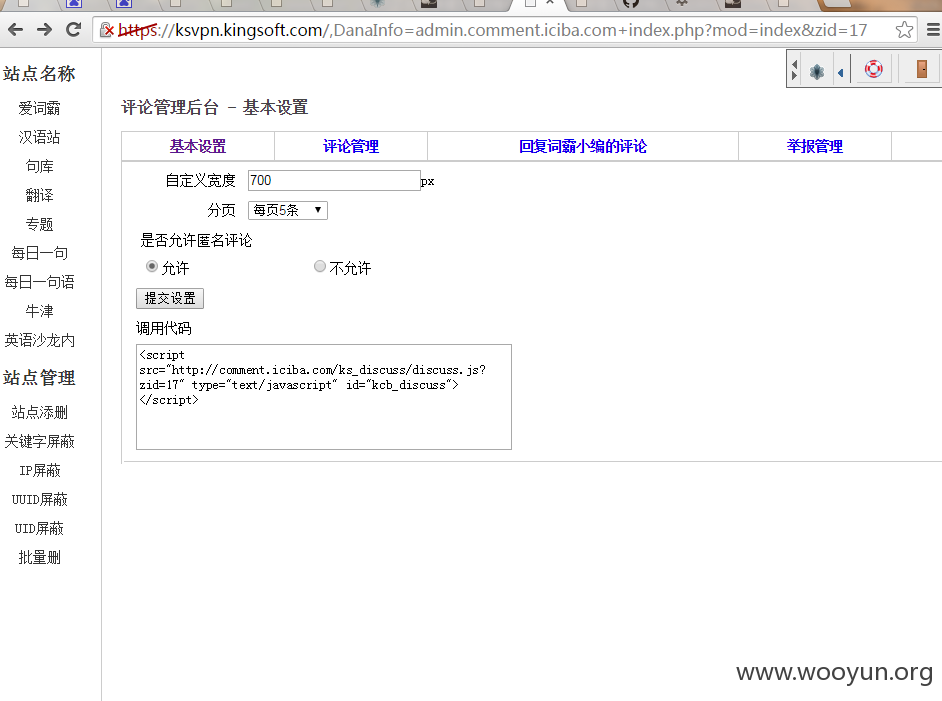 https://ksvpn.kingsoft.com/,DanaInfo=admin.comment.iciba.com+index.php?mod=index&zid=17
站点名称
爱词霸
汉语站
句库
翻译
专题
每日一句
每日一句语
牛津
英语沙龙内
站点管理
站点添删
关键字屏蔽
IP屏蔽
UUID屏蔽
UID屏蔽
批量删
评论管理后台 - 基本设置
基本设置 评论管理 回复词霸小编的评论 举报管理
自定义宽度 700 px
分页 每页5条
是否允许匿名评论
允许 不允许
提交设置
调用代码
<script
src="http://comment.iciba.com/ks_discuss/discuss.js?
zid=17" type="text/javascript" id="kcb_discuss">
</script>
www.wooyun.org